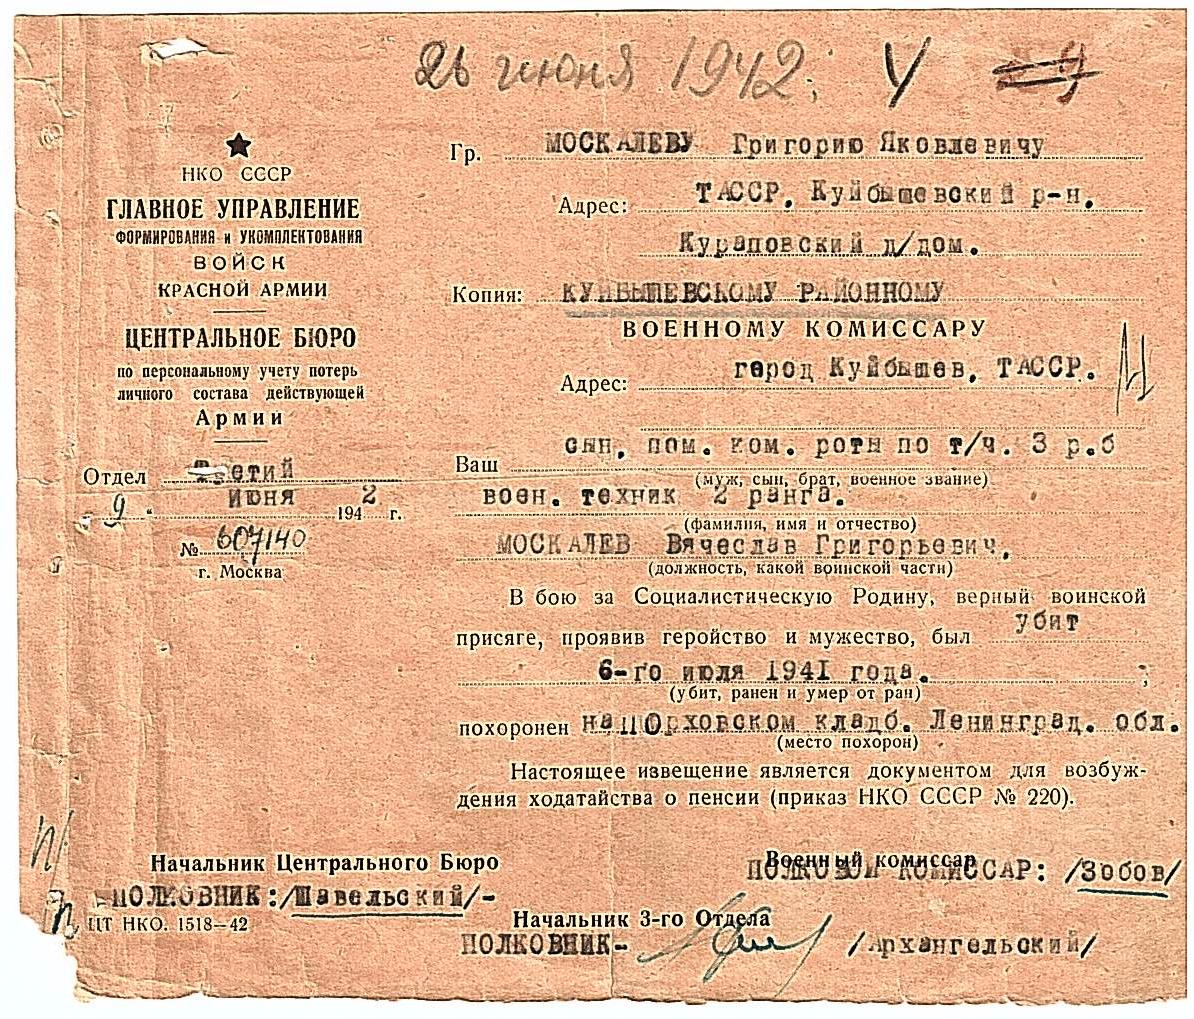 26 июня 1942.
★
НКО СССР
ГЛАВНОЕ УПРАВЛЕНИЕ
ФОРМИРОВАНИЯ и УКОМПЛЕКТОВАНИЯ
ВОЙСК
КРАСНОЙ АРМИИ
ЦЕНТРАЛЬНОЕ БЮРО
по персональному учету потерь
личного состава действующей
Армии
Отдел Третий
9 " июня 1942 г.
№ 607140
г. Москва
Гр. МОСКАЛЕВУ Григорию Яковлевичу
Адрес: ТАССР, Куйбышевский р-н.
Кураповский д/дом.
Копия: КУЙБЫШЕВСКОМУ РАЙОННОМУ
ВОЕННОМУ КОМИССАРУ
Адрес: город Куйбышев, ТАССР.
Ваш сын, пом. ком. роты по т/ч. 3 р.б
(муж, сын, брат, военное звание)
воен. техник 2 ранга.
(фамилия, имя и отчество)
МОСКАЛЕВ Вячеслав Григорьевич,
(должность, какой воинской части)
В бою за Социалистическую Родину, верный воинской
присяге, проявив геройство и мужество, был убит
6-го июля 1941 года. ;
(убит, ранен и умер от ран)
похоронен на Порховском кладб. Ленинград. обл.
(место похорон)
Настоящее извещение является документом для возбуж-
дения ходатайства о пенсии (приказ НКО СССР № 220).
Начальник Центрального Бюро
ПОЛКОВНИК:/Шавельский/-
ЦТ НКО. 1518—42
Военный комиссар
ПОЛКОВОЙ КОМИССАР: /Зобов/
Начальник 3-го Отдела
ПОЛКОВНИК- /Архангельский/